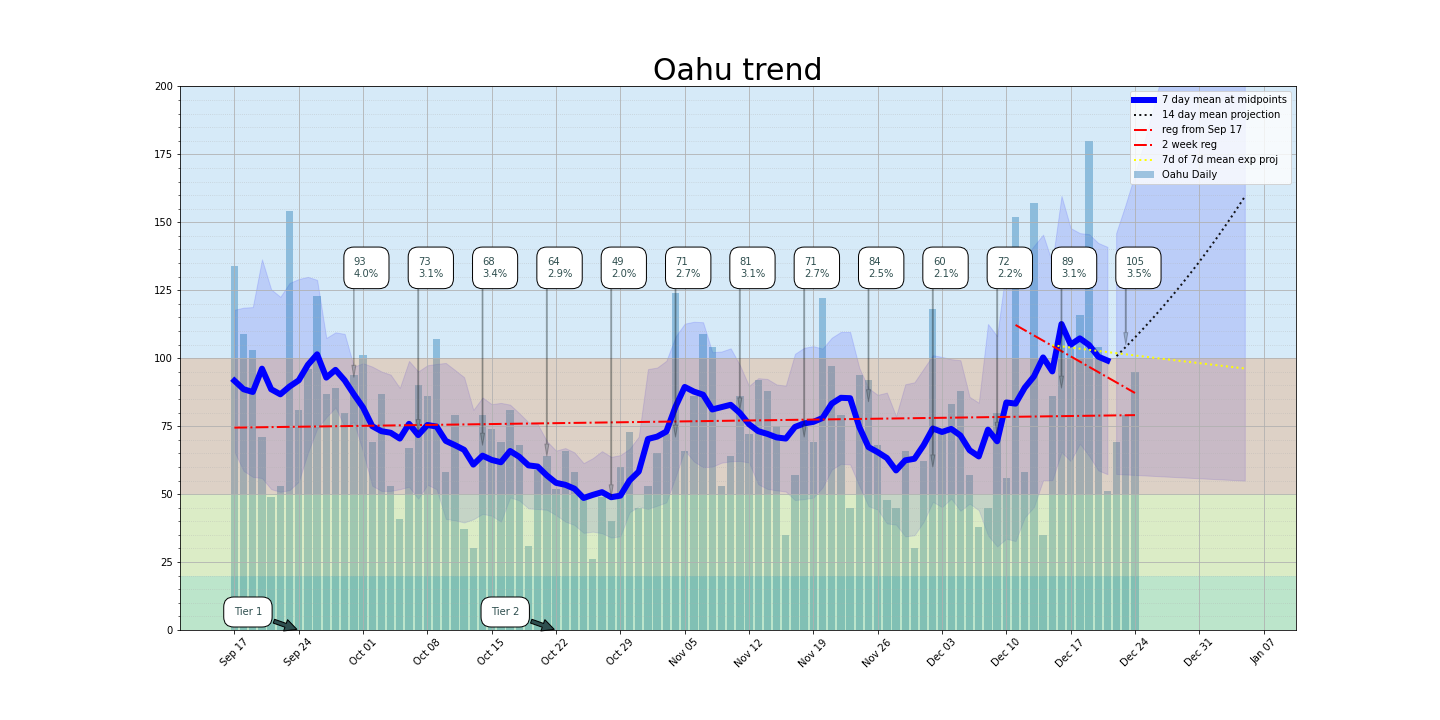 Oahu trend
200
175
150
125
100
75
50
25
0
7 day mean at midpoints
14 day mean projection
reg from Sep 17
2 week reg
7d of 7d mean exp proj
Oahu Daily
93
4.0%
73
3.1%
68
3.4%
64
2.9%
49
2.0%
71
2.7%
81
3.1%
71
2.7%
84
2.5%
60
2.1%
72
2.2%
89
3.1%
105
3.5%
Tier 1
Tier 2
Sep 17
Sep 24
Oct 01
Oct 08
Oct 15
Oct 22
Oct 29
Nov 05
Nov 12
Nov 19
Nov 26
Dec 03
Dec 10
Dec 17
Dec 24
Dec 31
Jan 07